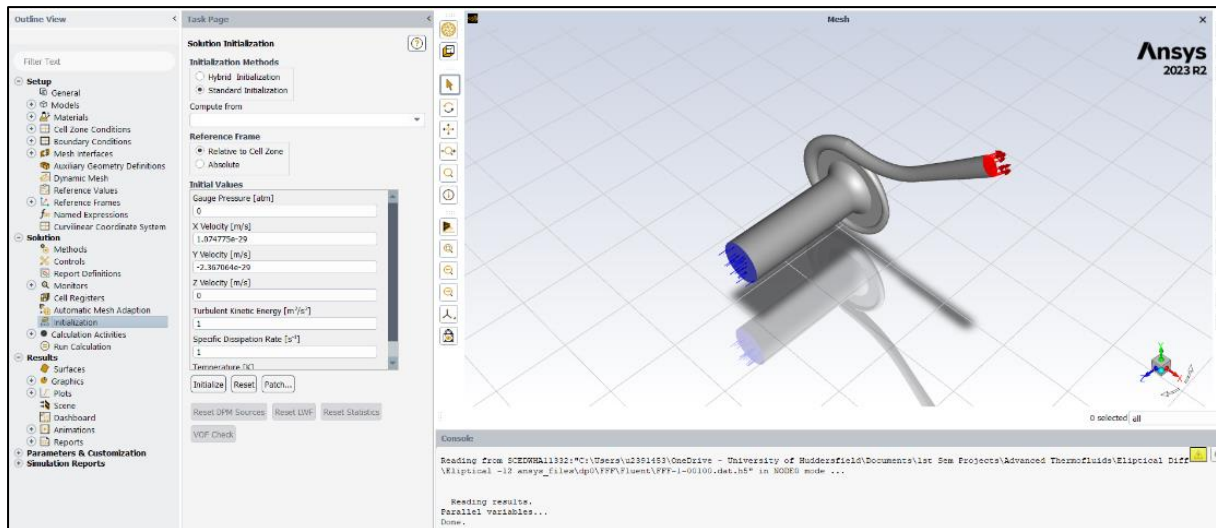 Outline View
Filter Text
Setup
General
Models
Materials
Cell Zone Conditions
Boundary Conditions
Mesh Interfaces
Auxiliary Geometry Definitions
Dynamic Mesh
Reference Values
Reference Frames
Named Expressions
Curvilinear Coordinate System
Solution
Methods
Controls
Report Definitions
Monitors
Cell Registers
Automatic Mesh Adaption
Initialization
Calculation Activities
Run Calculation
Results
Surfaces
Graphics
Plots
Scene
Dashboard
Animations
Reports
Parameters & Customization
Simulation Reports
Task Page
Solution Initialization
Initialization Methods
Hybrid Initialization
Standard Initialization
Compute from
Reference Frame
Relative to Cell Zone
Absolute
Initial Values
Gauge Pressure [atm]
0
X Velocity [m/s]
1.074775e-29
Y Velocity [m/s]
-2.367064e-29
Z Velocity [m/s]
0
Turbulent Kinetic Energy [m²/s²]
1
Specific Dissipation Rate [s⁻¹]
1
Temperature [K]
Initialize Reset Patch...
Reset DPM Sources Reset LWF Reset Statistics
VOF Check
Mesh
Ansys
2023 R2
0 selected all
Console
Reading from SCEDWHA11332:"C:\Users\u2391453\OneDrive - University of Huddersfield\Documents\1st Sem Projects\Advanced Thermofluids\Eliptical Diff
\Eliptical -12 ansys_files\dp0\FFF\Fluent\FFF-1-00100.dat.h5" in NODE0 mode ...
Reading results.
Parallel variables...
Done.